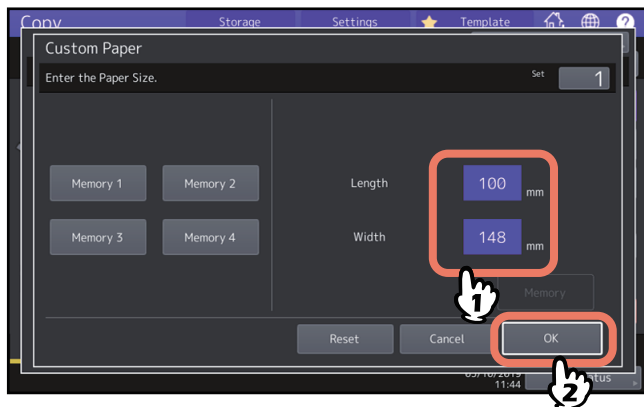 Copy Storage Settings Template ?
Custom Paper
Enter the Paper Size. Set 1
Memory 1 Memory 2 Length 100 mm
Memory 3 Memory 4 Width 148 mm
1 Memory
Reset Cancel OK
11:44 2